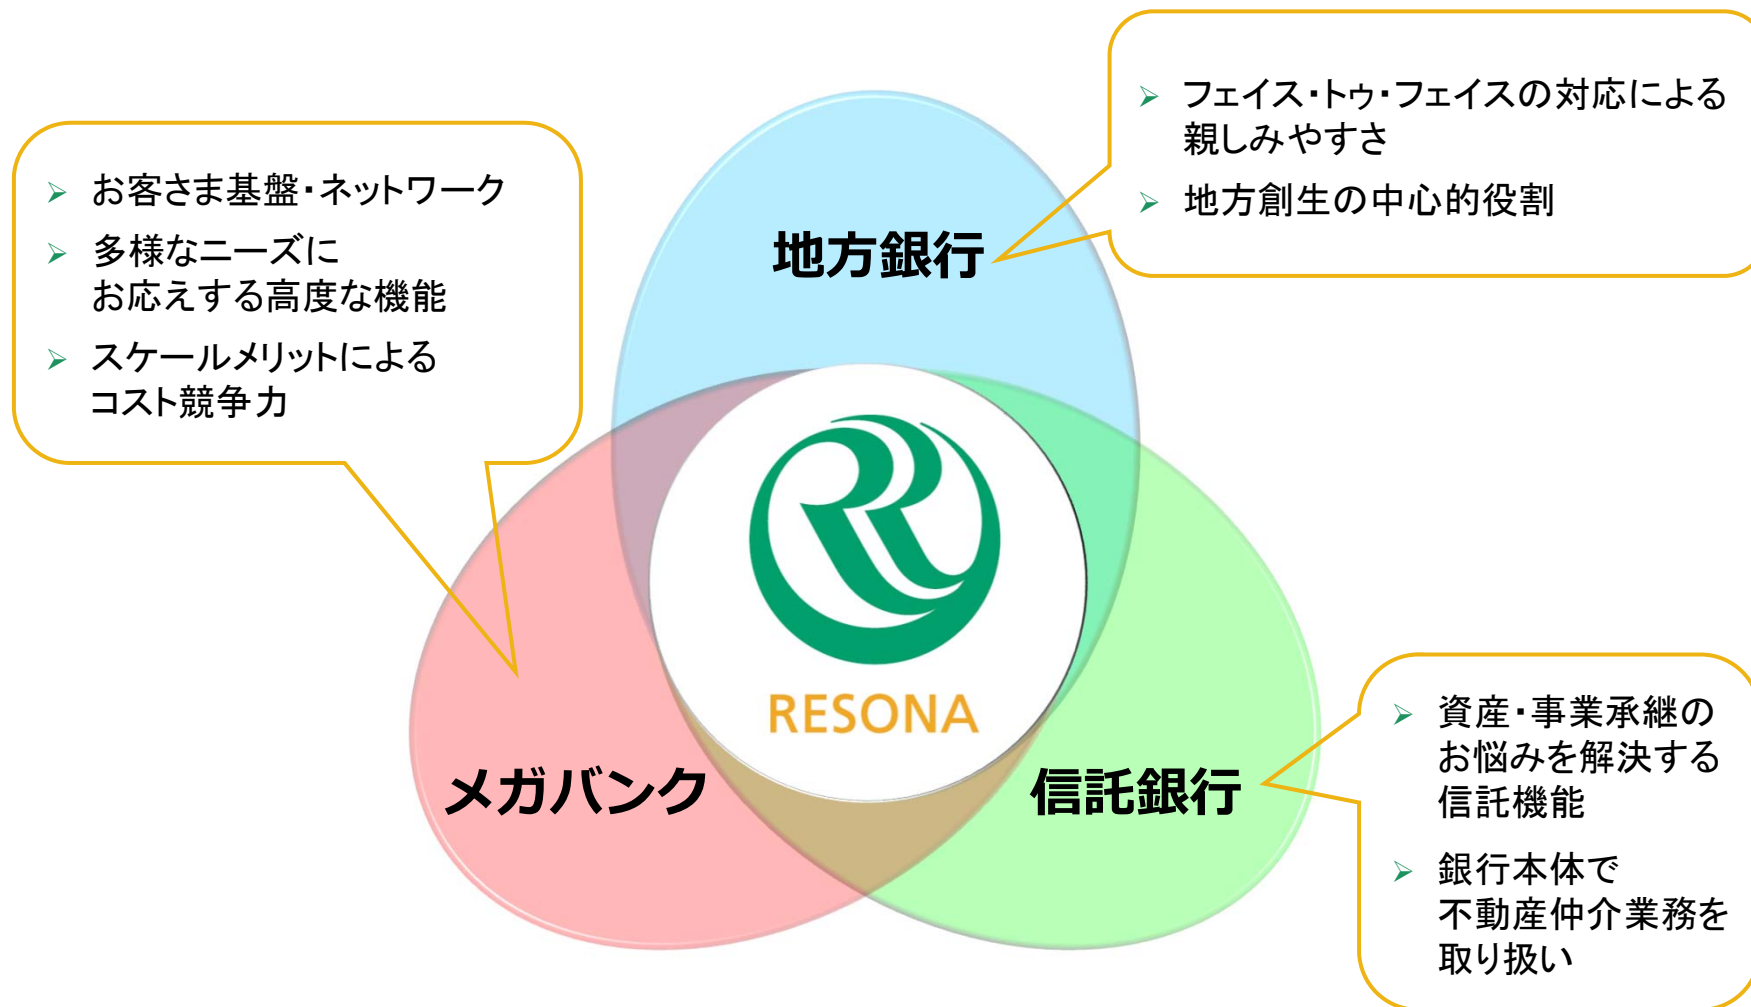 お客さま基盤・ネットワーク
多様なニーズに
お応えする高度な機能
スケールメリットによる
コスト競争力
フェイス・トゥ・フェイスの対応による
親しみやすさ
地方創生の中心的役割
地方銀行
RESONA
メガバンク
信託銀行
資産・事業承継の
お悩みを解決する
信託機能
銀行本体で
不動産仲介業務を
取り扱い